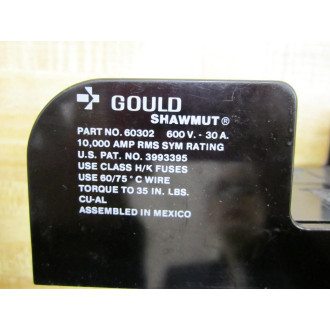 GOULD
SHAWMUT®
PART NO. 60302 600 V. - 30 A.
10,000 AMP RMS SYM RATING
U.S. PAT. NO. 3993395
USE CLASS H/K FUSES
USE 60/75 °C WIRE
TORQUE TO 35 IN. LBS.
CU-AL
ASSEMBLED IN MEXICO